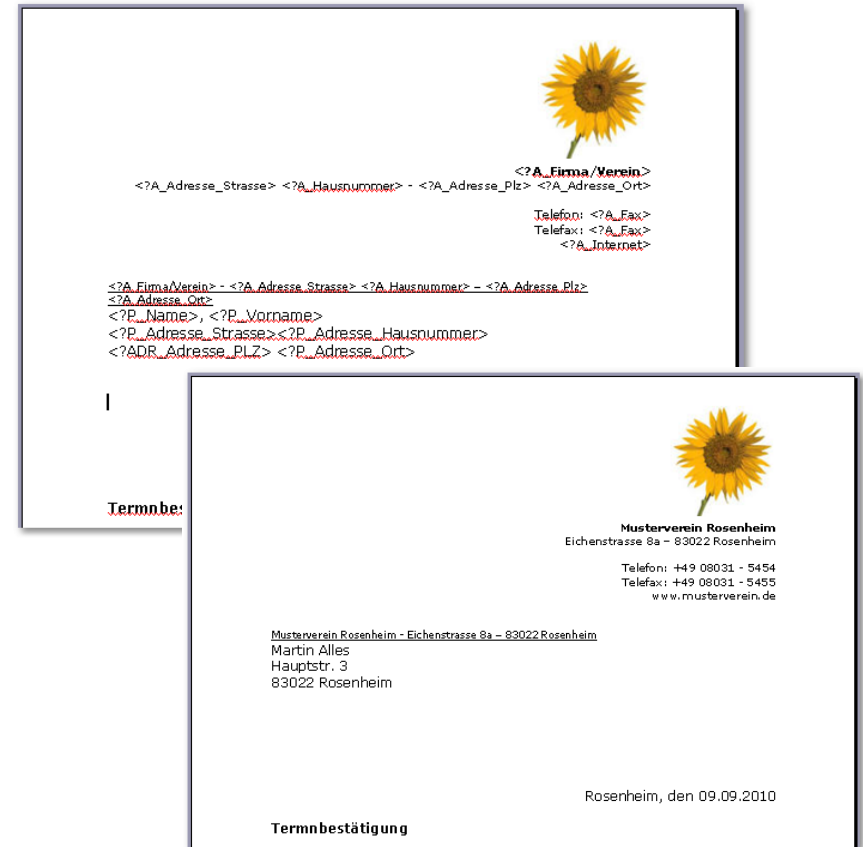 <?A_Firma/Verein>
<?A_Adresse_Strasse> <?A_Hausnummer> - <?A_Adresse_Plz> <?A_Adresse_Ort>
Telefon: <?A_Fax>
Telefax: <?A_Fax>
<?A_Internet>
<?A_Firma/Verein> - <?A_Adresse_Strasse> <?A_Hausnummer> – <?A_Adresse_Plz>
<?A_Adresse_Ort>
<?P_Name>, <?P_Vorname>
<?P_Adresse_Strasse><?P_Adresse_Hausnummer>
<?ADR_Adresse_PLZ> <?P_Adresse_Ort>
Termnbes
Musterverein Rosenheim
Eichenstrasse 8a – 83022 Rosenheim
Telefon: +49 08031 - 5454
Telefax: +49 08031 - 5455
www.musterverein.de
Musterverein Rosenheim - Eichenstrasse 8a – 83022 Rosenheim
Martin Alles
Hauptstr. 3
83022 Rosenheim
Rosenheim, den 09.09.2010
Termnbestätigung